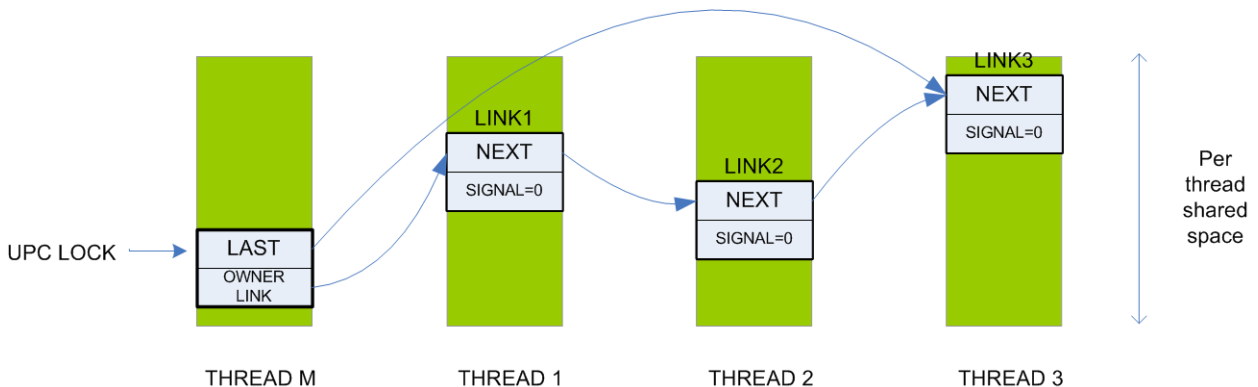 LINK3
NEXT
SIGNAL=0
LINK1
NEXT
SIGNAL=0
LINK2
NEXT
SIGNAL=0
Per
thread
shared
space
UPC LOCK
LAST
OWNER
LINK
THREAD M
THREAD 1
THREAD 2
THREAD 3